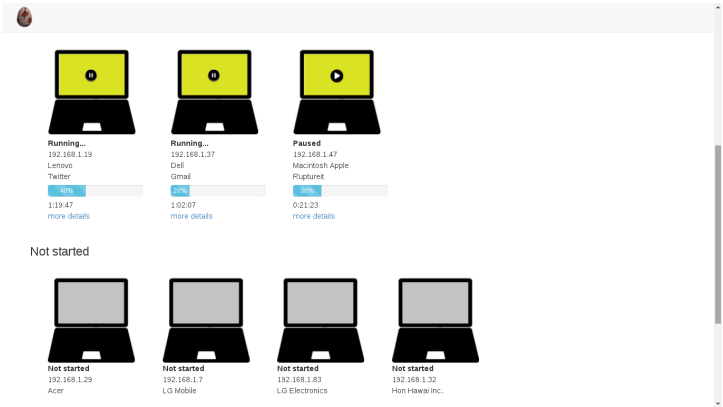 Running...
192.168.1.19
Lenovo
Twitter
40%
1:19:47
more details
Running...
192.168.1.37
Dell
Gmail
20%
1:02:07
more details
Paused
192.168.1.47
Macintosh Apple
Ruptureit
30%
0:21:23
more details
Not started
Not started
192.168.1.29
Acer
Not started
192.168.1.7
LG Mobile
Not started
192.168.1.83
LG Electronics
Not started
192.168.1.32
Hon Hawai Inc.